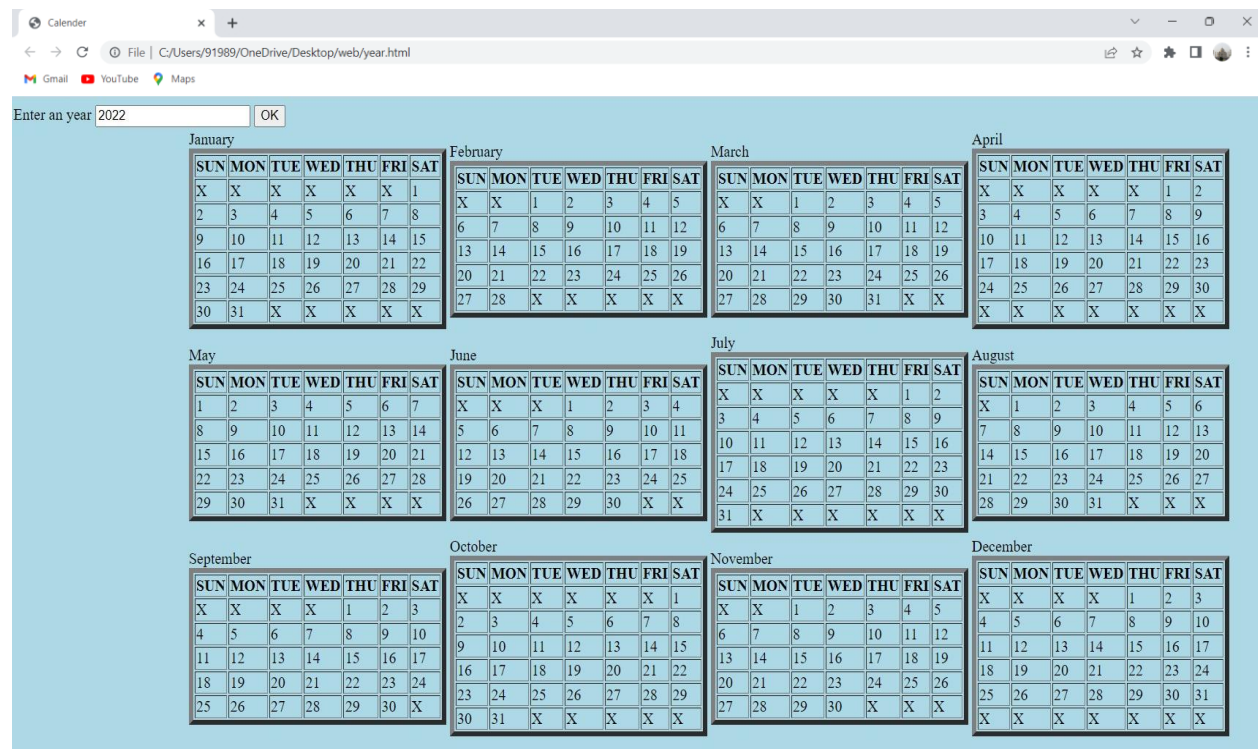 Calender
File | C:/Users/91989/OneDrive/Desktop/web/year.html
Gmail YouTube Maps
Enter an year 2022 OK
January
SUN MON TUE WED THU FRI SAT
X X X X X X 1
2 3 4 5 6 7 8
9 10 11 12 13 14 15
16 17 18 19 20 21 22
23 24 25 26 27 28 29
30 31 X X X X X
February
SUN MON TUE WED THU FRI SAT
X X 1 2 3 4 5
6 7 8 9 10 11 12
13 14 15 16 17 18 19
20 21 22 23 24 25 26
27 28 X X X X X
March
SUN MON TUE WED THU FRI SAT
X X 1 2 3 4 5
6 7 8 9 10 11 12
13 14 15 16 17 18 19
20 21 22 23 24 25 26
27 28 29 30 31 X X
April
SUN MON TUE WED THU FRI SAT
X X X X X 1 2
3 4 5 6 7 8 9
10 11 12 13 14 15 16
17 18 19 20 21 22 23
24 25 26 27 28 29 30
X X X X X X X
May
SUN MON TUE WED THU FRI SAT
1 2 3 4 5 6 7
8 9 10 11 12 13 14
15 16 17 18 19 20 21
22 23 24 25 26 27 28
29 30 31 X X X X
June
SUN MON TUE WED THU FRI SAT
X X X 1 2 3 4
5 6 7 8 9 10 11
12 13 14 15 16 17 18
19 20 21 22 23 24 25
26 27 28 29 30 X X
July
SUN MON TUE WED THU FRI SAT
X X X X X 1 2
3 4 5 6 7 8 9
10 11 12 13 14 15 16
17 18 19 20 21 22 23
24 25 26 27 28 29 30
31 X X X X X X
August
SUN MON TUE WED THU FRI SAT
X 1 2 3 4 5 6
7 8 9 10 11 12 13
14 15 16 17 18 19 20
21 22 23 24 25 26 27
28 29 30 31 X X X
September
SUN MON TUE WED THU FRI SAT
X X X X 1 2 3
4 5 6 7 8 9 10
11 12 13 14 15 16 17
18 19 20 21 22 23 24
25 26 27 28 29 30 X
October
SUN MON TUE WED THU FRI SAT
X X X X X X 1
2 3 4 5 6 7 8
9 10 11 12 13 14 15
16 17 18 19 20 21 22
23 24 25 26 27 28 29
30 31 X X X X X
November
SUN MON TUE WED THU FRI SAT
X X 1 2 3 4 5
6 7 8 9 10 11 12
13 14 15 16 17 18 19
20 21 22 23 24 25 26
27 28 29 30 X X X
December
SUN MON TUE WED THU FRI SAT
X X X X 1 2 3
4 5 6 7 8 9 10
11 12 13 14 15 16 17
18 19 20 21 22 23 24
25 26 27 28 29 30 31
X X X X X X X